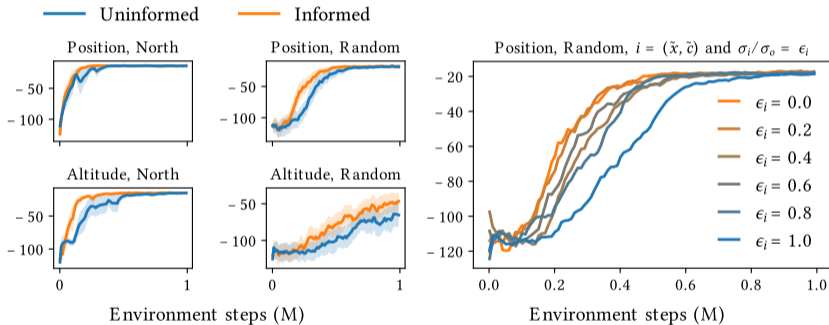 Uninformed Informed
Position, North
Position, Random
Position, Random, i = (x̃, c̃) and σᵢ/σₒ = ϵᵢ
− 50
− 100
− 50
− 100
Altitude, North
Altitude, Random
− 50
− 100
0 1
− 50
− 100
0 1
Environment steps (M)
− 20
− 40
− 60
− 80
− 100
− 120
ϵᵢ = 0.0
ϵᵢ = 0.2
ϵᵢ = 0.4
ϵᵢ = 0.6
ϵᵢ = 0.8
ϵᵢ = 1.0
0.0 0.2 0.4 0.6 0.8 1.0
Environment steps (M)